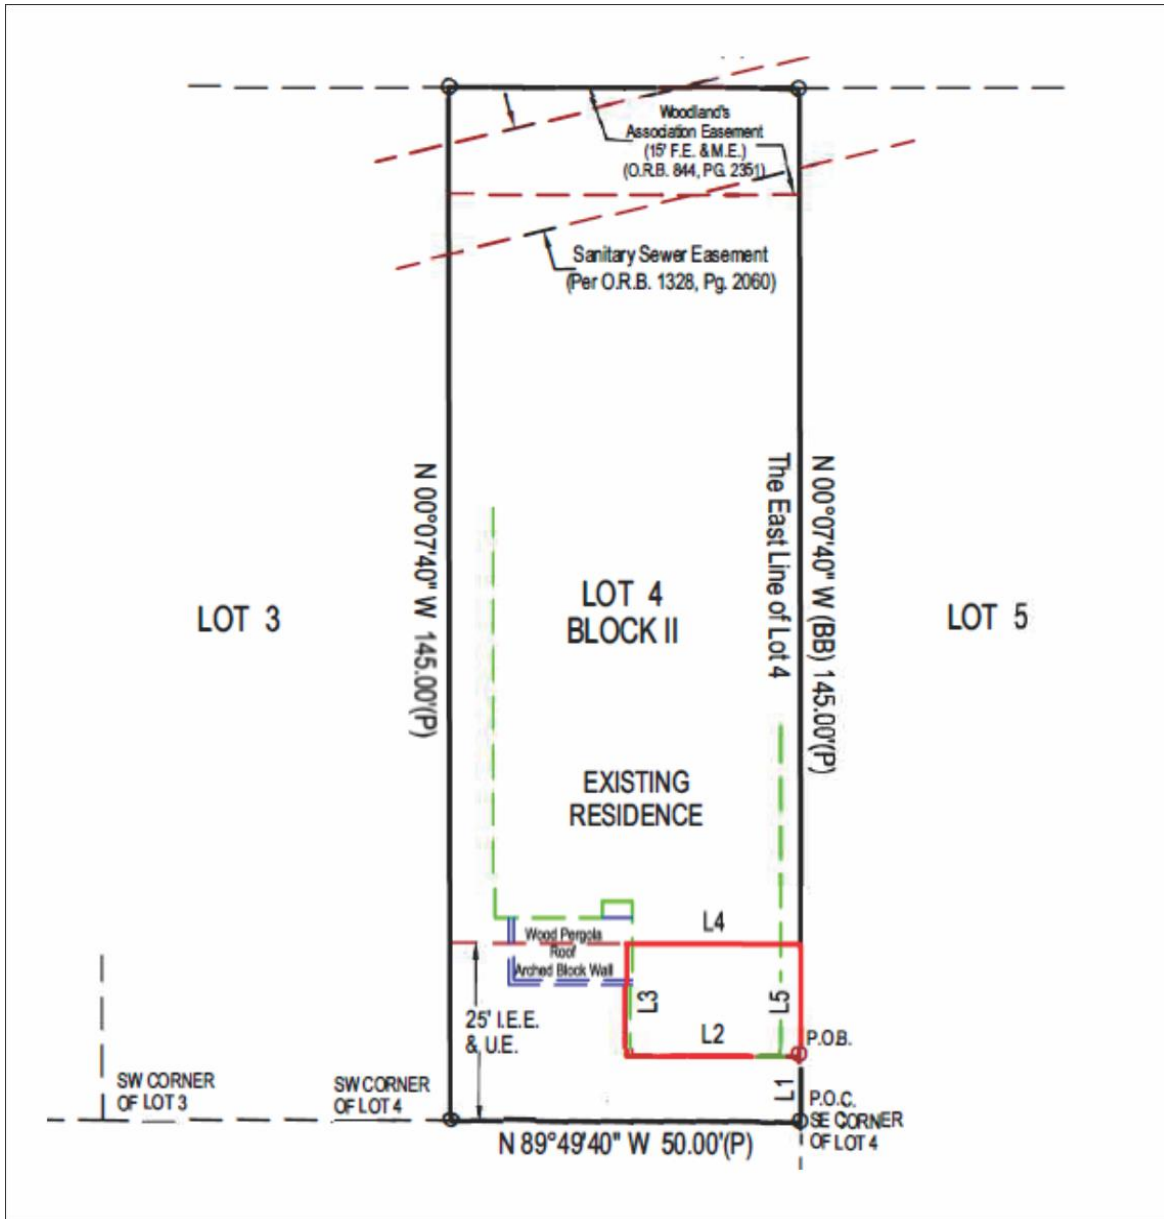 Woodland's
Association Easement
(15' F.E. & M.E.)
(O.R.B. 844, PG. 2351)
Sanitary Sewer Easement
(Per O.R.B. 1328, Pg. 2060)
N 00°07'40" W 145.00'(P)
The East Line of Lot 4
N 00°07'40" W (BB) 145.00'(P)
LOT 3
LOT 4
BLOCK II
LOT 5
EXISTING
RESIDENCE
L4
Wood Pergola
Roof
Arched Block Wall
L3
L5
25' I.E.E.
& U.E.
L2
P.O.B.
L1
SW CORNER
OF LOT 3
SW CORNER
OF LOT 4
P.O.C.
SE CORNER
OF LOT 4
N 89°49'40" W 50.00'(P)